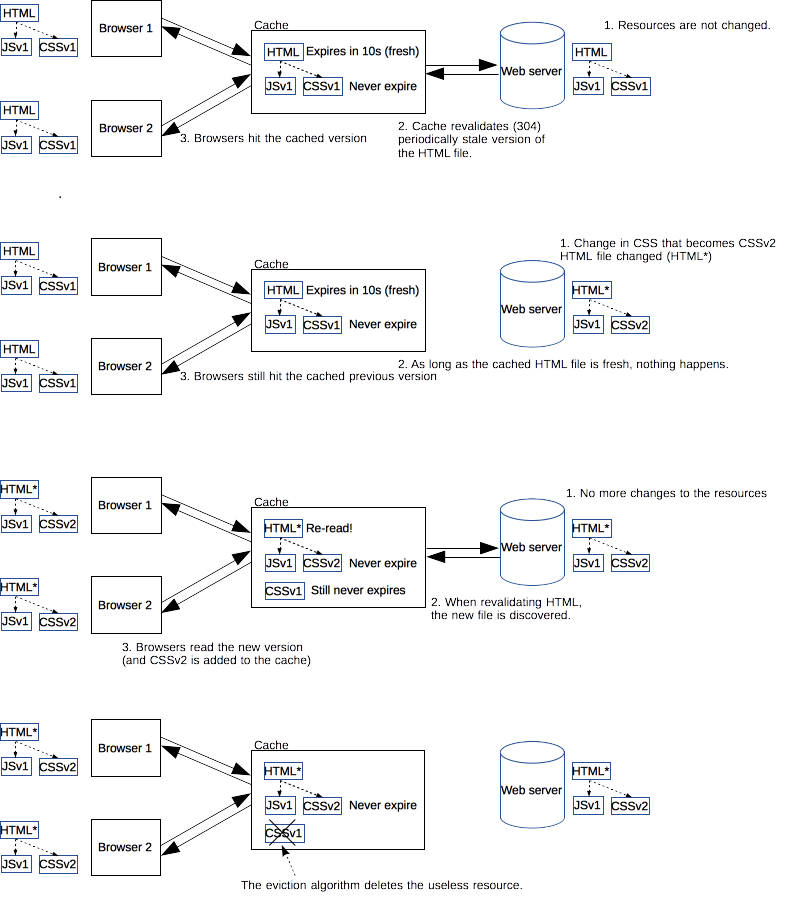 HTML
JSv1 CSSv1
Browser 1
Cache
HTML Expires in 10s (fresh)
JSv1 CSSv1 Never expire
Web server
1. Resources are not changed.
HTML
JSv1 CSSv1
HTML
JSv1 CSSv1
Browser 2
3. Browsers hit the cached version
2. Cache revalidates (304)
periodically stale version of
the HTML file.
.
HTML
JSv1 CSSv1
Browser 1
Cache
HTML Expires in 10s (fresh)
JSv1 CSSv1 Never expire
1. Change in CSS that becomes CSSv2
HTML file changed (HTML*)
Web server
HTML*
JSv1 CSSv2
HTML
JSv1 CSSv1
Browser 2
2. As long as the cached HTML file is fresh, nothing happens.
3. Browsers still hit the cached previous version
HTML*
JSv1 CSSv2
Browser 1
Cache
HTML* Re-read!
JSv1 CSSv2 Never expire
CSSv1 Still never expires
1. No more changes to the resources
Web server
HTML*
JSv1 CSSv2
HTML*
JSv1 CSSv2
Browser 2
2. When revalidating HTML,
the new file is discovered.
3. Browsers read the new version
(and CSSv2 is added to the cache)
HTML*
JSv1 CSSv2
Browser 1
Cache
HTML*
JSv1 CSSv2 Never expire
CSSv1
Web server
HTML*
JSv1 CSSv2
HTML*
JSv1 CSSv2
Browser 2
The eviction algorithm deletes the useless resource.